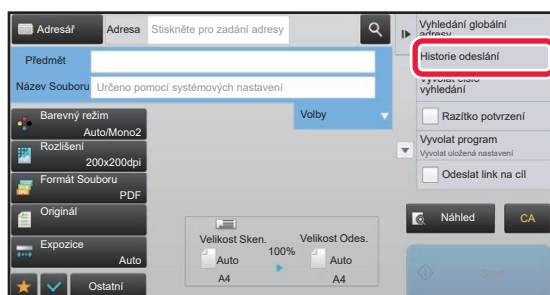 Adresář
Adresa
Stiskněte pro zadání adresy
Předmět
Název Souboru
Určeno pomocí systémových nastavení
Volby
Barevný režim
Auto/Mono2
Rozlišení
200x200dpi
Formát Souboru
PDF
Originál
Expozice
Auto
Ostatní
Velikost Sken.
100%
Velikost Odes.
Auto
A4
Auto
A4
Vyhledání globální
adresy
Historie odeslání
Vyvolat číslo
vyhledání
Razítko potvrzení
Vyvolat program
Vyvolat uložená nastavení
Odeslat link na cíl
Náhled
CA
Start